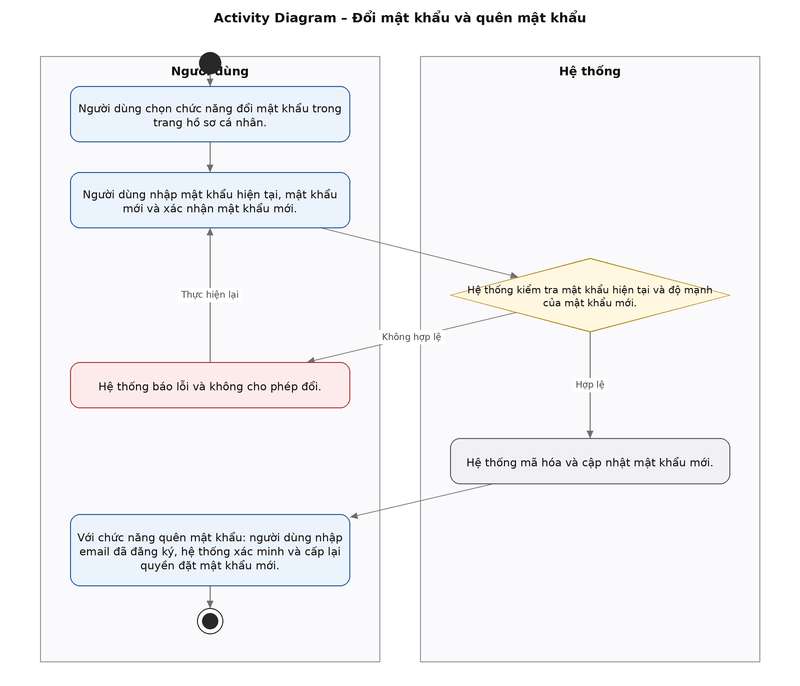 Activity Diagram – Đổi mật khẩu và quên mật khẩu
Người dùng
Hệ thống
Người dùng chọn chức năng đổi mật khẩu trong
trang hồ sơ cá nhân.
Người dùng nhập mật khẩu hiện tại, mật khẩu
mới và xác nhận mật khẩu mới.
Hệ thống kiểm tra mật khẩu hiện tại và độ mạnh
của mật khẩu mới.
Thực hiện lại
Không hợp lệ
Hệ thống báo lỗi và không cho phép đổi.
Hợp lệ
Hệ thống mã hóa và cập nhật mật khẩu mới.
Với chức năng quên mật khẩu: người dùng nhập
email đã đăng ký, hệ thống xác minh và cấp lại
quyền đặt mật khẩu mới.